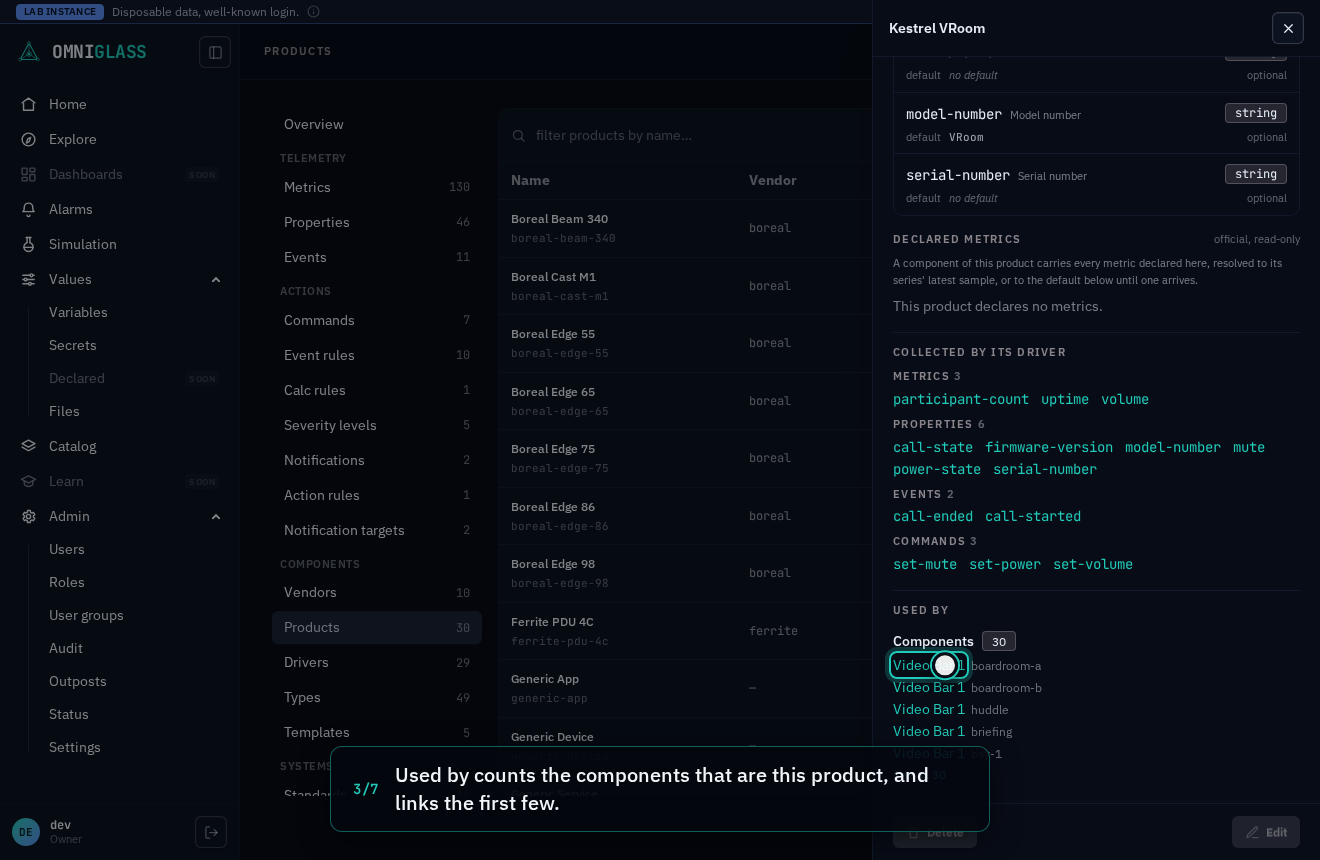 LAB INSTANCE Disposable data, well-known login.
OMNIGLASS
Home
Explore
Dashboards SOON
Alarms
Simulation
Values
Variables
Secrets
Declared SOON
Files
Catalog
Learn SOON
Admin
Users
Roles
User groups
Audit
Outposts
Status
Settings
DE dev
Owner
PRODUCTS
Overview
TELEMETRY
Metrics 130
Properties 46
Events 11
ACTIONS
Commands 7
Event rules 10
Calc rules 1
Severity levels 5
Notifications 2
Action rules 1
Notification targets 2
COMPONENTS
Vendors 10
Products 30
Drivers 29
Types 49
Templates 5
SYSTEMS
filter products by name...
Name Vendor
Boreal Beam 340
boreal-beam-340 boreal
Boreal Cast M1
boreal-cast-m1 boreal
Boreal Edge 55
boreal-edge-55 boreal
Boreal Edge 65
boreal-edge-65 boreal
Boreal Edge 75
boreal-edge-75 boreal
Boreal Edge 86
boreal-edge-86 boreal
Boreal Edge 98
boreal-edge-98 boreal
Ferrite PDU 4C
ferrite-pdu-4c ferrite
Generic App
generic-app —
Generic Device
Kestrel VRoom
default no default optional
model-number Model number string
default VRoom optional
serial-number Serial number string
default no default optional
DECLARED METRICS official, read-only
A component of this product carries every metric declared here, resolved to its
series' latest sample, or to the default below until one arrives.
This product declares no metrics.
COLLECTED BY ITS DRIVER
METRICS 3
participant-count uptime volume
PROPERTIES 6
call-state firmware-version model-number mute
power-state serial-number
EVENTS 2
call-ended call-started
COMMANDS 3
set-mute set-power set-volume
USED BY
Components 30
Video Bar 1 boardroom-a
Video Bar 1 boardroom-b
Video Bar 1 huddle
Video Bar 1 briefing
Video Bar 1
Delete Edit
3/7 Used by counts the components that are this product, and
links the first few.